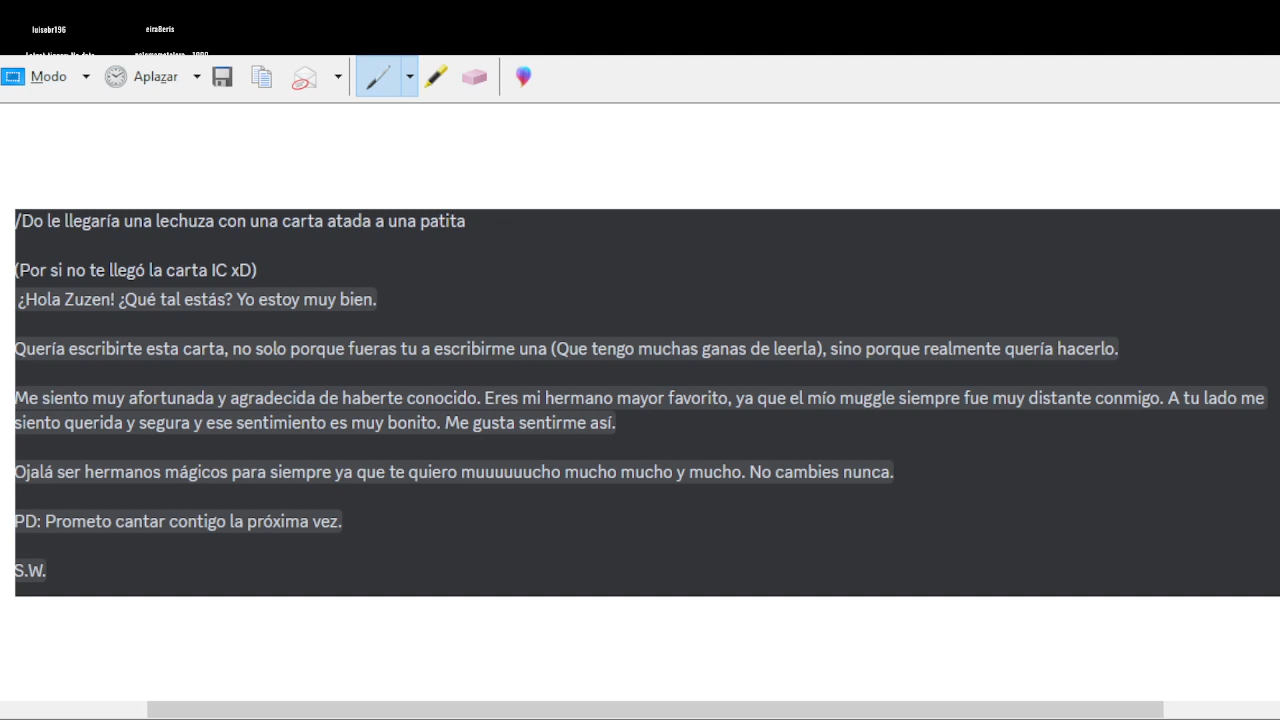 luisebr196
eira8eris
Modo
Aplazar
/Do le llegaría una lechuza con una carta atada a una patita
(Por si no te llegó la carta IC xD)
¿Hola Zuzen! ¿Qué tal estás? Yo estoy muy bien.
Quería escribirte esta carta, no solo porque fueras tu a escribirme una (Que tengo muchas ganas de leerla), sino porque realmente quería hacerlo.
Me siento muy afortunada y agradecida de haberte conocido. Eres mi hermano mayor favorito, ya que el mío muggle siempre fue muy distante conmigo. A tu lado me
siento querida y segura y ese sentimiento es muy bonito. Me gusta sentirme así.
Ojalá ser hermanos mágicos para siempre ya que te quiero muuuuuucho mucho mucho y mucho. No cambies nunca.
PD: Prometo cantar contigo la próxima vez.
S.W.